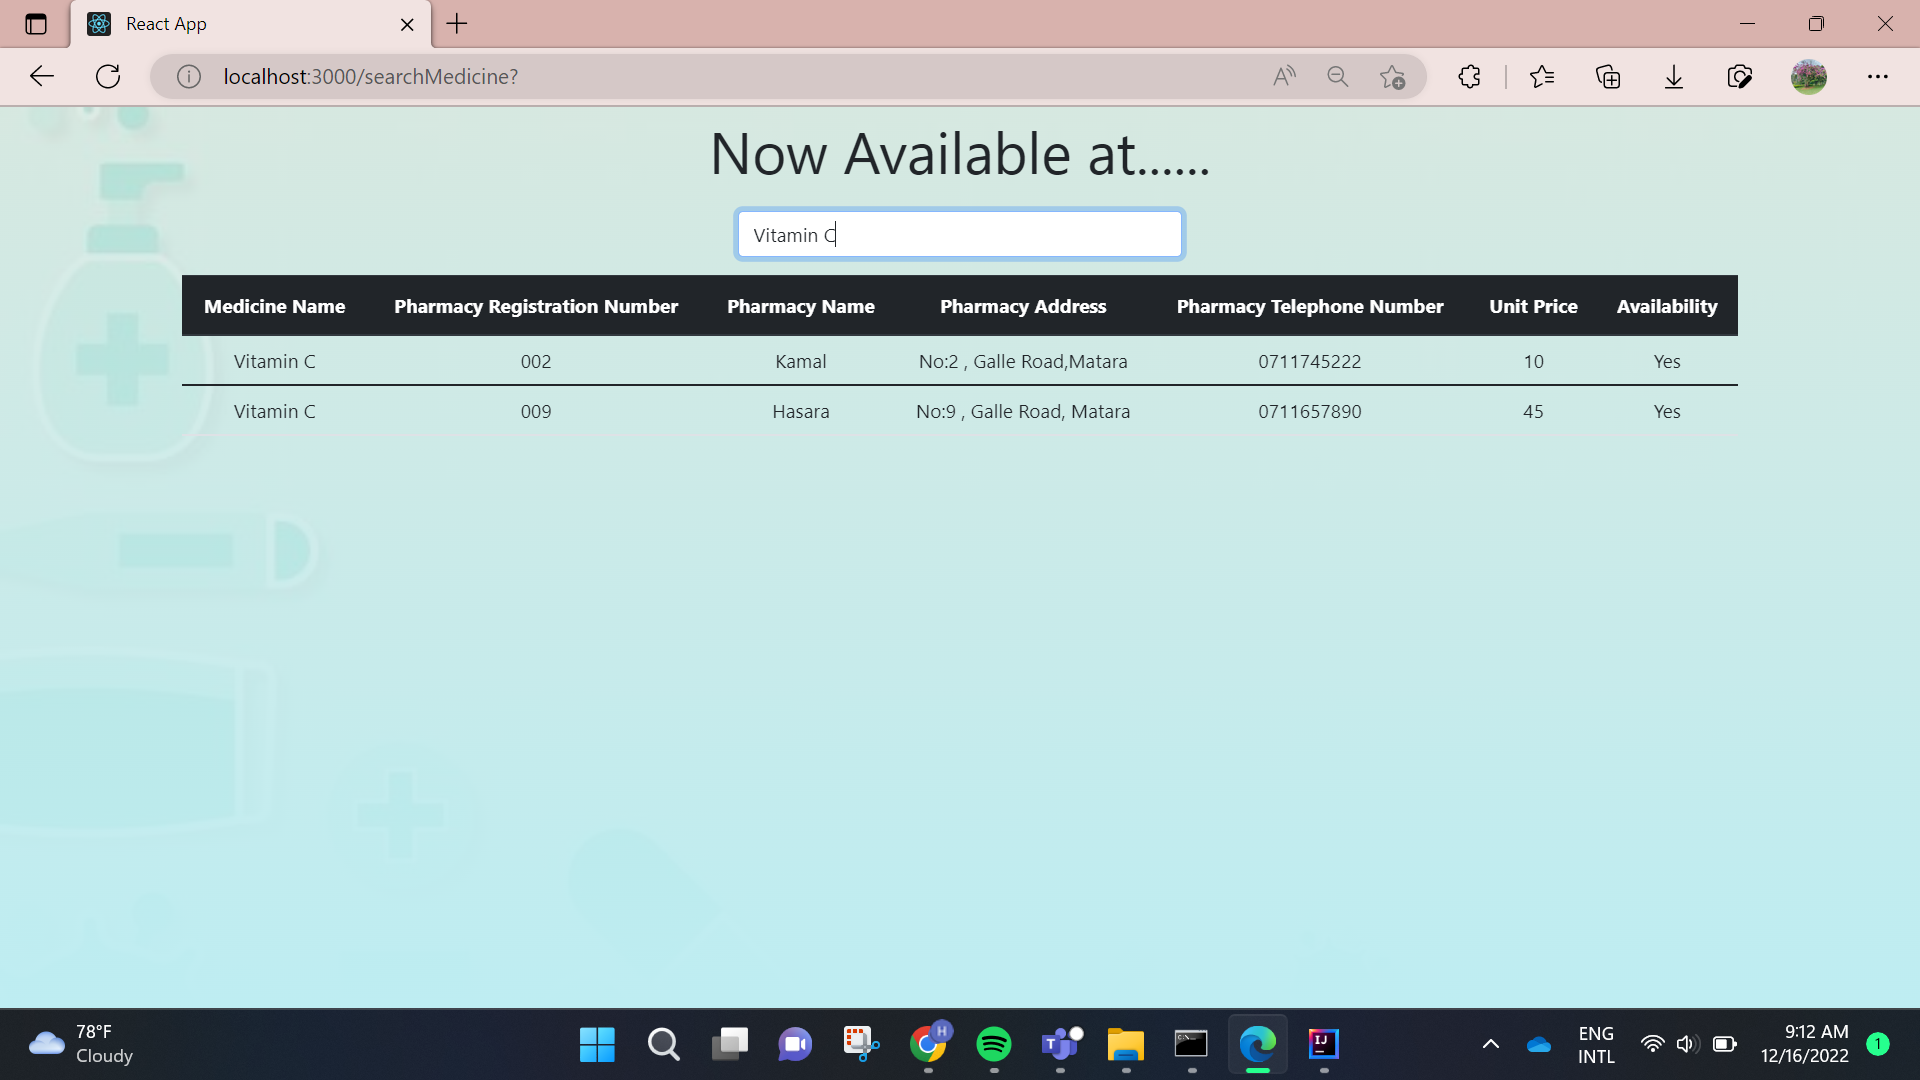 React App
localhost:3000/searchMedicine?
Now Available at......
Vitamin C
Medicine Name Pharmacy Registration Number Pharmacy Name Pharmacy Address Pharmacy Telephone Number Unit Price Availability
Vitamin C 002 Kamal No:2 , Galle Road,Matara 0711745222 10 Yes
Vitamin C 009 Hasara No:9 , Galle Road, Matara 0711657890 45 Yes
78°F
Cloudy
H
T
C:\_
IJ
ENG
INTL
9:12 AM
12/16/2022
1